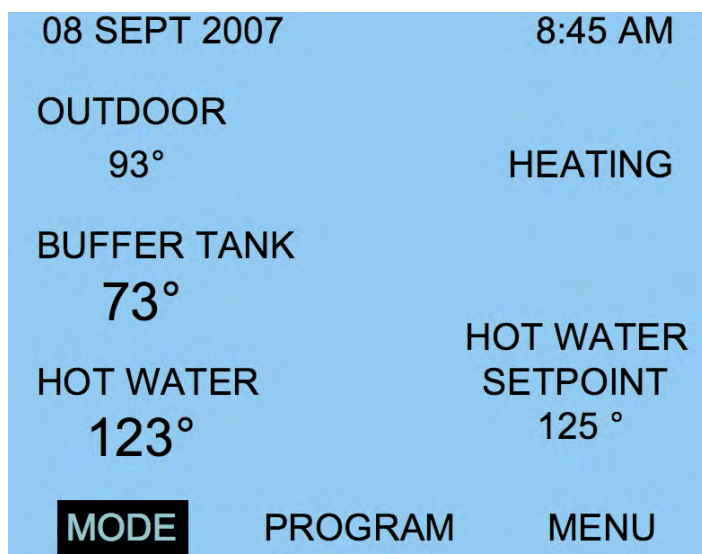 08 SEPT 2007 8:45 AM
OUTDOOR
93° HEATING
BUFFER TANK
73°
HOT WATER
SETPOINT
125 °
HOT WATER
123°
MODE PROGRAM MENU